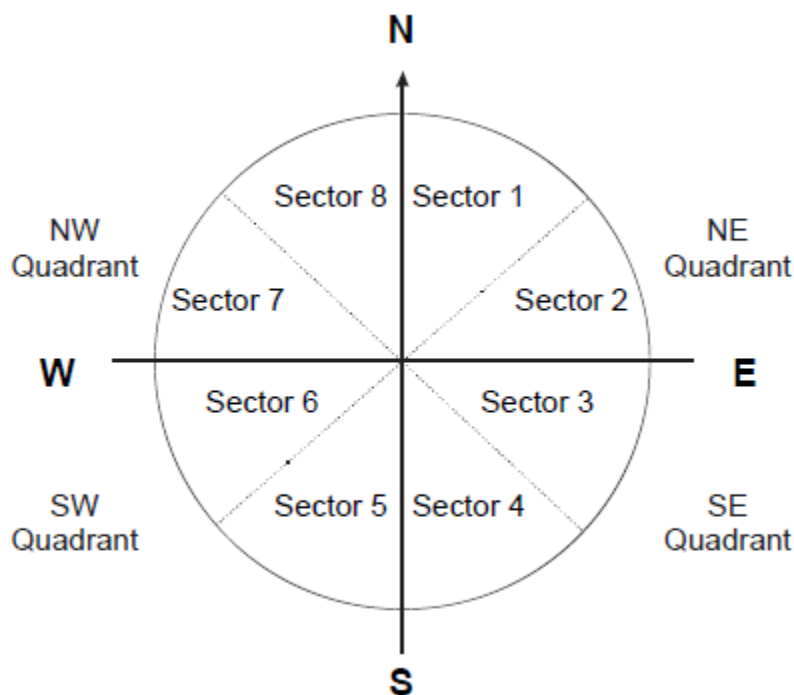 N
Sector 8
Sector 1
NW
Quadrant
NE
Quadrant
Sector 7
Sector 2
W
E
Sector 6
Sector 3
SW
Quadrant
Sector 5
Sector 4
SE
Quadrant
S